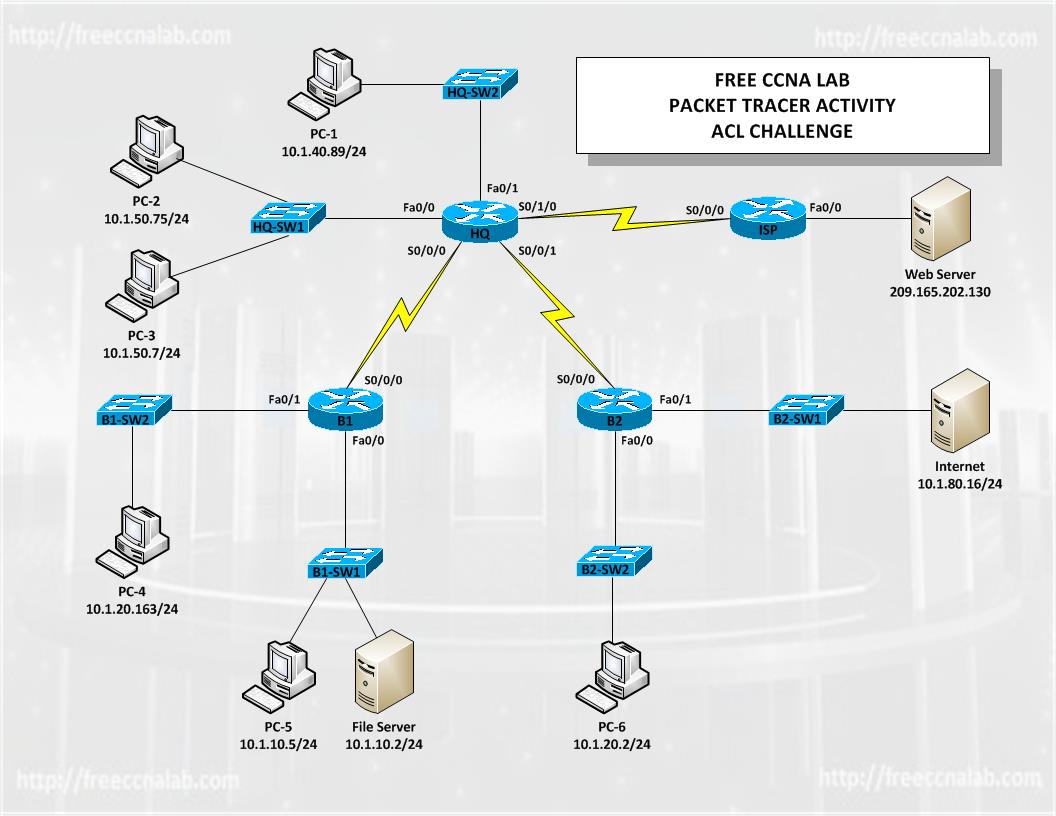 http://freeccnalab.com
http://freeccnalab.com
FREE CCNA LAB
PACKET TRACER ACTIVITY
ACL CHALLENGE
HQ-SW2
PC-1
10.1.40.89/24
PC-2
10.1.50.75/24
Fa0/1
Fa0/0
S0/1/0
HQ-SW1
HQ
S0/0/0
S0/0/1
S0/0/0
Fa0/0
ISP
Web Server
209.165.202.130
PC-3
10.1.50.7/24
S0/0/0
S0/0/0
Fa0/1
B1-SW2
B1
Fa0/0
B2
Fa0/1
Fa0/0
B2-SW1
Internet
10.1.80.16/24
PC-4
10.1.20.163/24
B1-SW1
B2-SW2
PC-5
10.1.10.5/24
File Server
10.1.10.2/24
PC-6
10.1.20.2/24
http://freeccnalab.com
http://freeccnalab.com